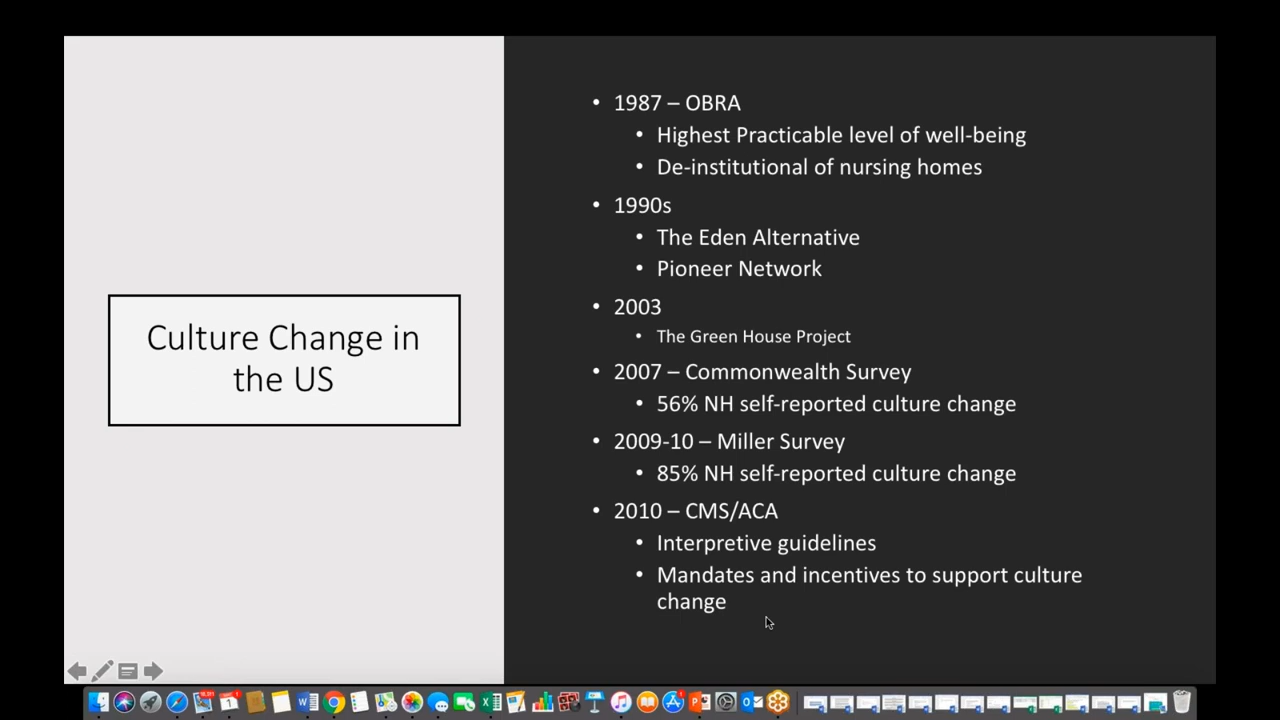 Culture Change in
the US
• 1987 – OBRA
• Highest Practicable level of well-being
• De-institutional of nursing homes
• 1990s
• The Eden Alternative
• Pioneer Network
• 2003
• The Green House Project
• 2007 – Commonwealth Survey
• 56% NH self-reported culture change
• 2009-10 – Miller Survey
• 85% NH self-reported culture change
• 2010 – CMS/ACA
• Interpretive guidelines
• Mandates and incentives to support culture
change